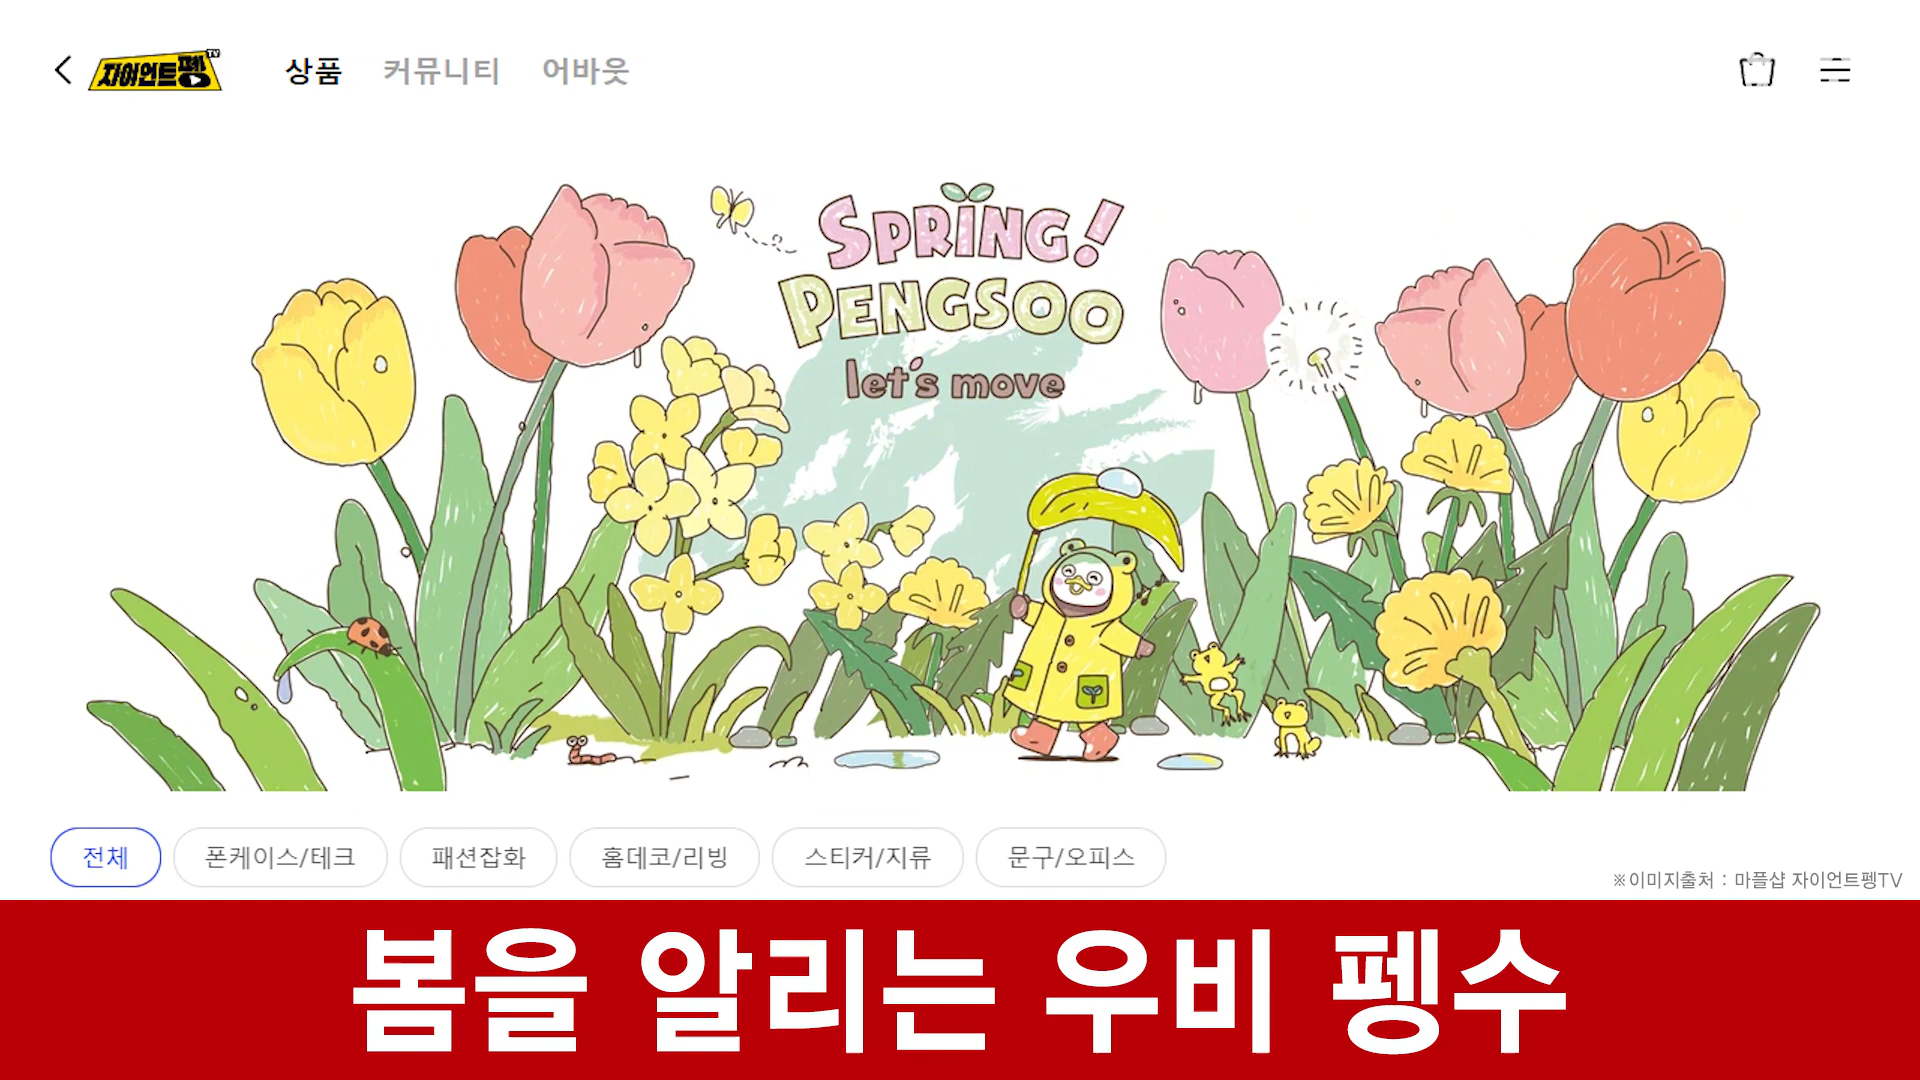 자이언트펭TV
상품 커뮤니티 어바웃
SPRING!
PENGSOO
let's move
전체 폰케이스/테크 패션잡화 홈데코/리빙 스티커/지류 문구/오피스
※이미지출처 : 마플샵 자이언트펭TV
봄을 알리는 우비 펭수